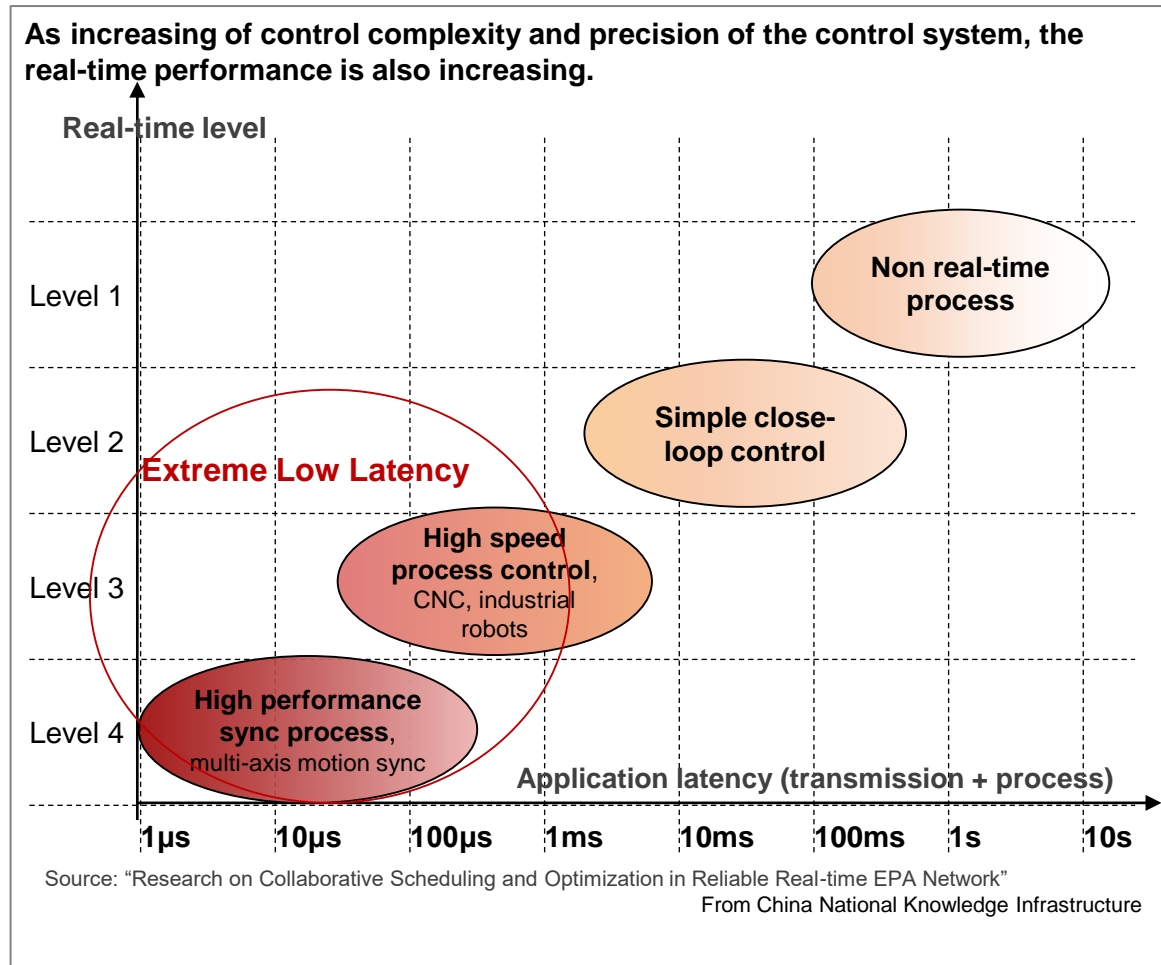 As increasing of control complexity and precision of the control system, the
real-time performance is also increasing.
Real-time level
Level 1
Non real-time
process
Level 2
Simple close-
loop control
Extreme Low Latency
Level 3
High speed
process control,
CNC, industrial
robots
Level 4
High performance
sync process,
multi-axis motion sync
Application latency (transmission + process)
1μs 10μs 100μs 1ms 10ms 100ms 1s 10s
Source: “Research on Collaborative Scheduling and Optimization in Reliable Real-time EPA Network”
From China National Knowledge Infrastructure